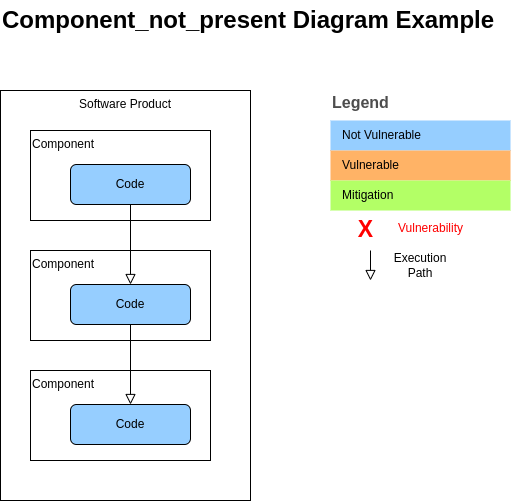 Component_not_present Diagram Example
Software Product
Component
Code
Component
Code
Component
Code
Legend
Not Vulnerable
Vulnerable
Mitigation
X Vulnerability
Execution
Path